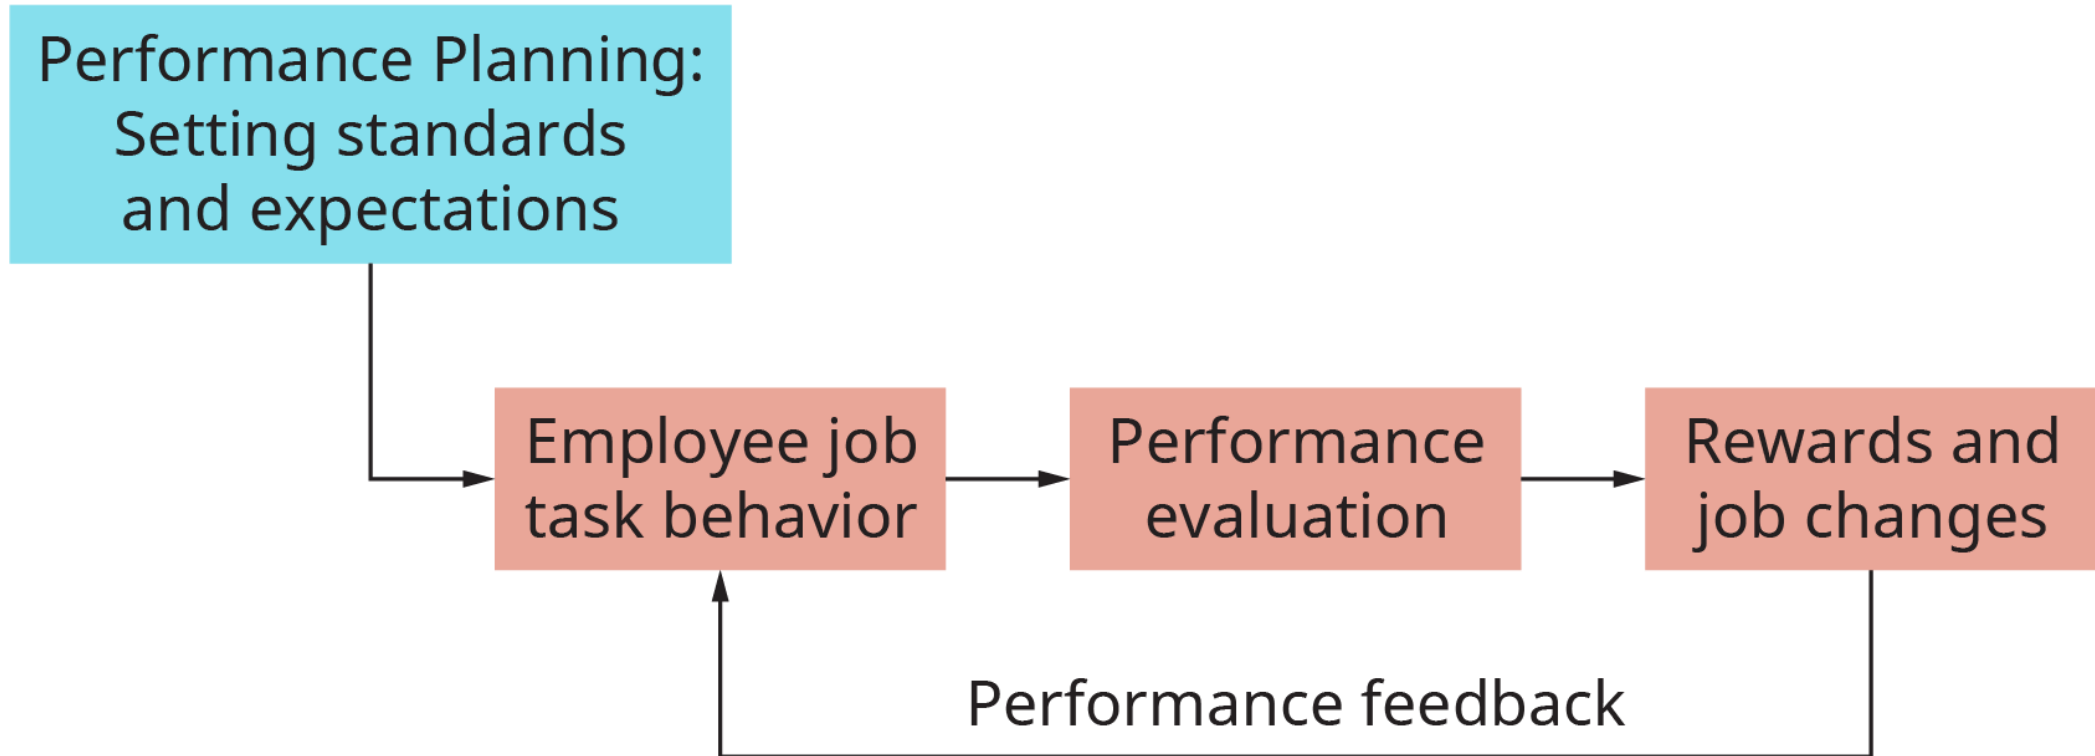 Performance Planning:
Setting standards
and expectations
Employee job
task behavior
Performance
evaluation
Rewards and
job changes
Performance feedback